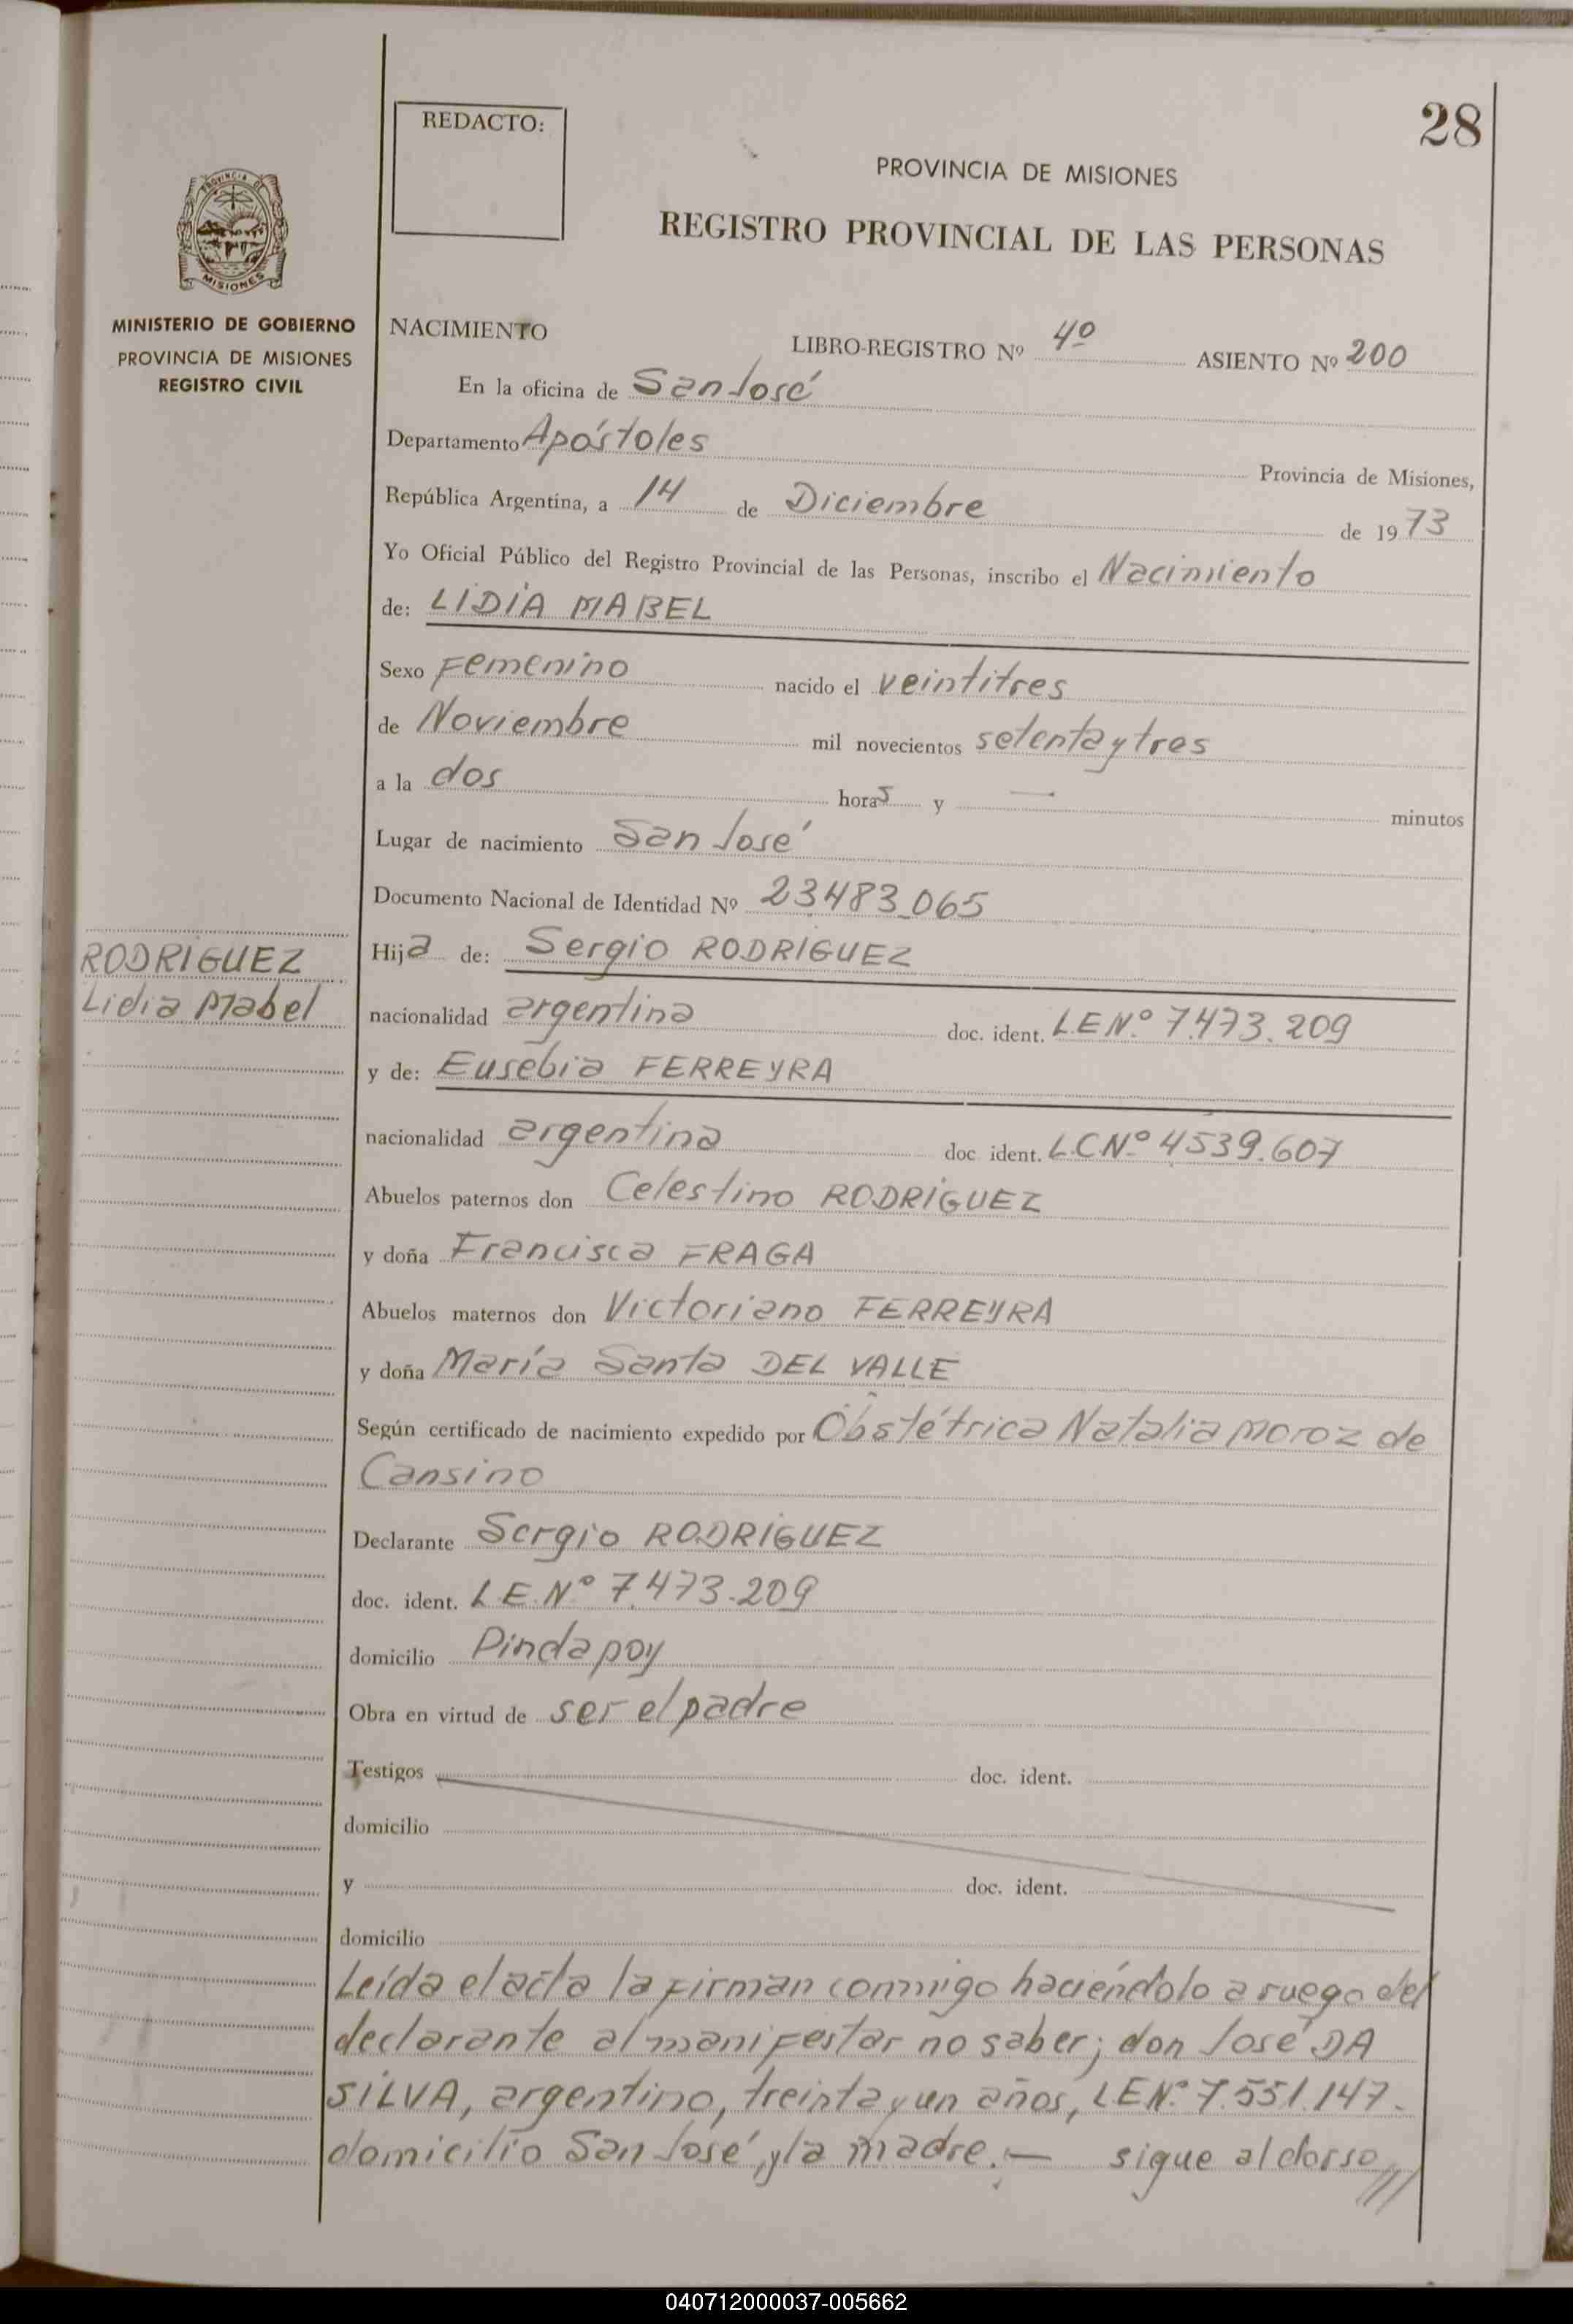 28
REDACTO:
PROVINCIA DE MISIONES
REGISTRO PROVINCIAL DE LAS PERSONAS
PROVINCIA DE
MISIONES
MINISTERIO DE GOBIERNO
PROVINCIA DE MISIONES
REGISTRO CIVIL
NACIMIENTO
LIBRO-REGISTRO Nº 4º ASIENTO Nº 200
En la oficina de San José
Departamento Apóstoles Provincia de Misiones,
República Argentina, a 14 de Diciembre de 1973
Yo Oficial Público del Registro Provincial de las Personas, inscribo el Nacimiento
de: LIDIA MABEL
Sexo Femenino nacido el veintitres
de Noviembre mil novecientos setenta y tres
a la dos horas y — minutos
Lugar de nacimiento San José
Documento Nacional de Identidad Nº 23483.065
RODRIGUEZ
Lidia Mabel
Hija de: Sergio RODRIGUEZ
nacionalidad argentina doc. ident. L.E.Nº 7.473.209
y de: Eusebia FERREYRA
nacionalidad argentina doc ident. L.C.Nº 4.539.607
Abuelos paternos don Celestino RODRIGUEZ
y doña Francisca FRAGA
Abuelos maternos don Victoriano FERREYRA
y doña María Santa DEL VALLE
Según certificado de nacimiento expedido por Obstétrica Natalia Moroz de
Cansino
Declarante Sergio RODRIGUEZ
doc. ident. L.E.Nº 7.473.209
domicilio Pindapoy
Obra en virtud de ser el padre
Testigos doc. ident.
domicilio
y doc. ident.
domicilio
Leída el acta la firman conmigo haciéndolo a ruego del
declarante al manifestar no saber; don José DA
SILVA, argentino, treinta y un años, L.E.Nº 7.551.147.
domicilio San José, y la madre.— sigue al dorso //
040712000037-005662